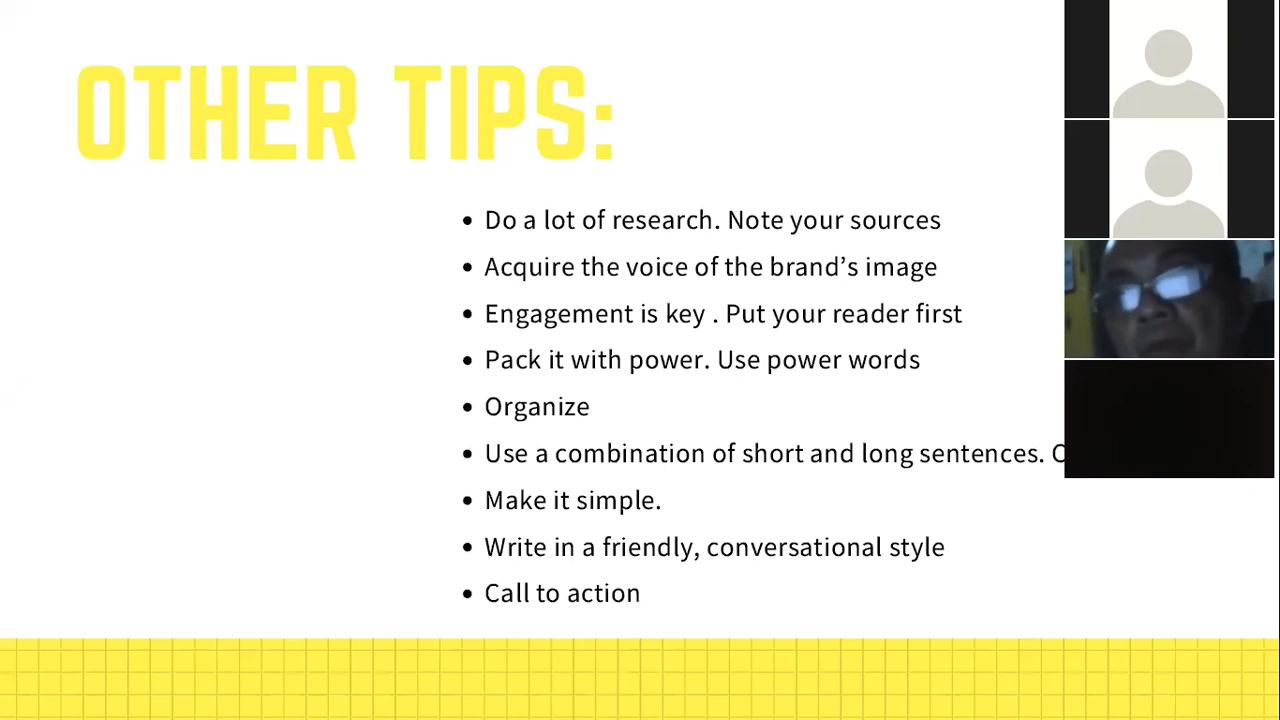 OTHER TIPS:
• Do a lot of research. Note your sources
• Acquire the voice of the brand’s image
• Engagement is key . Put your reader first
• Pack it with power. Use power words
• Organize
• Use a combination of short and long sentences.
• Make it simple.
• Write in a friendly, conversational style
• Call to action